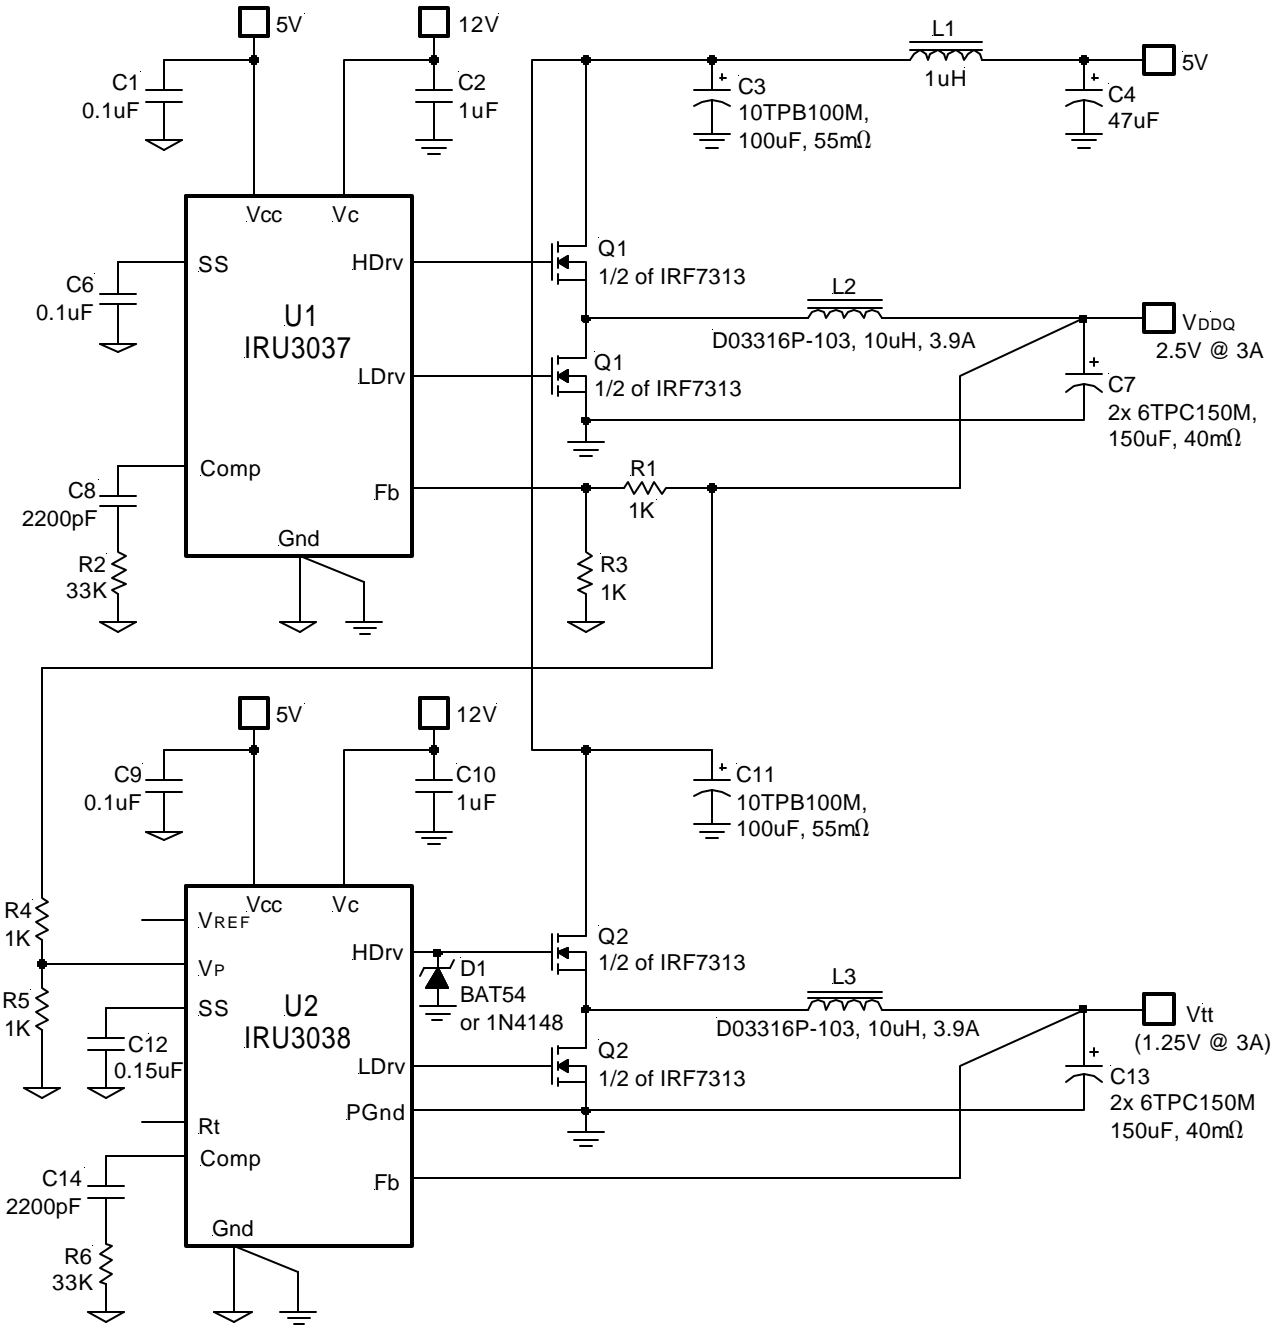 5V
12V
C1
0.1uF
C2
1uF
C3
10TPB100M,
100uF, 55mΩ
L1
1uH
C4
47uF
5V
Vcc
Vc
SS
HDrv
C6
0.1uF
U1
IRU3037
Q1
1/2 of IRF7313
L2
D03316P-103, 10uH, 3.9A
VDDQ
2.5V @ 3A
LDrv
Q1
1/2 of IRF7313
C7
2x 6TPC150M,
150uF, 40mΩ
Comp
C8
2200pF
Fb
R1
1K
Gnd
R2
33K
R3
1K
5V
12V
C9
0.1uF
C10
1uF
C11
10TPB100M,
100uF, 55mΩ
Vcc
Vc
R4
1K
VREF
HDrv
VP
D1
BAT54
or 1N4148
Q2
1/2 of IRF7313
R5
1K
SS
U2
IRU3038
L3
D03316P-103, 10uH, 3.9A
Vtt
(1.25V @ 3A)
C12
0.15uF
LDrv
Q2
1/2 of IRF7313
C13
2x 6TPC150M
150uF, 40mΩ
PGnd
Rt
Comp
C14
2200pF
Fb
Gnd
R6
33K